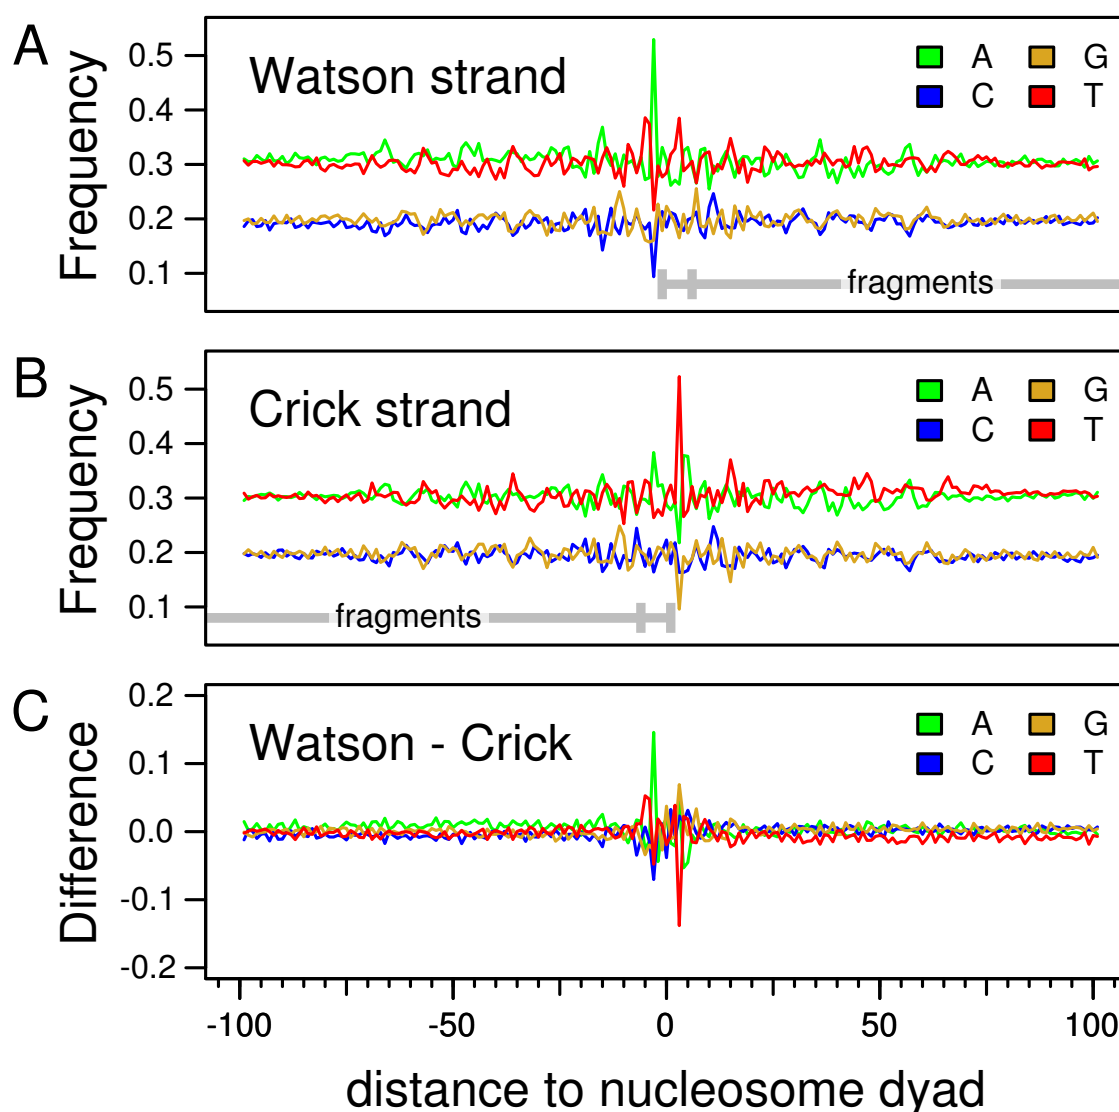 A
Frequency
0.5
0.4
0.3
0.2
0.1
Watson strand
A G
C T
fragments
B
Frequency
0.5
0.4
0.3
0.2
0.1
Crick strand
A G
C T
fragments
C
Difference
0.2
0.1
0.0
-0.1
-0.2
Watson - Crick
A G
C T
-100 -50 0 50 100
distance to nucleosome dyad